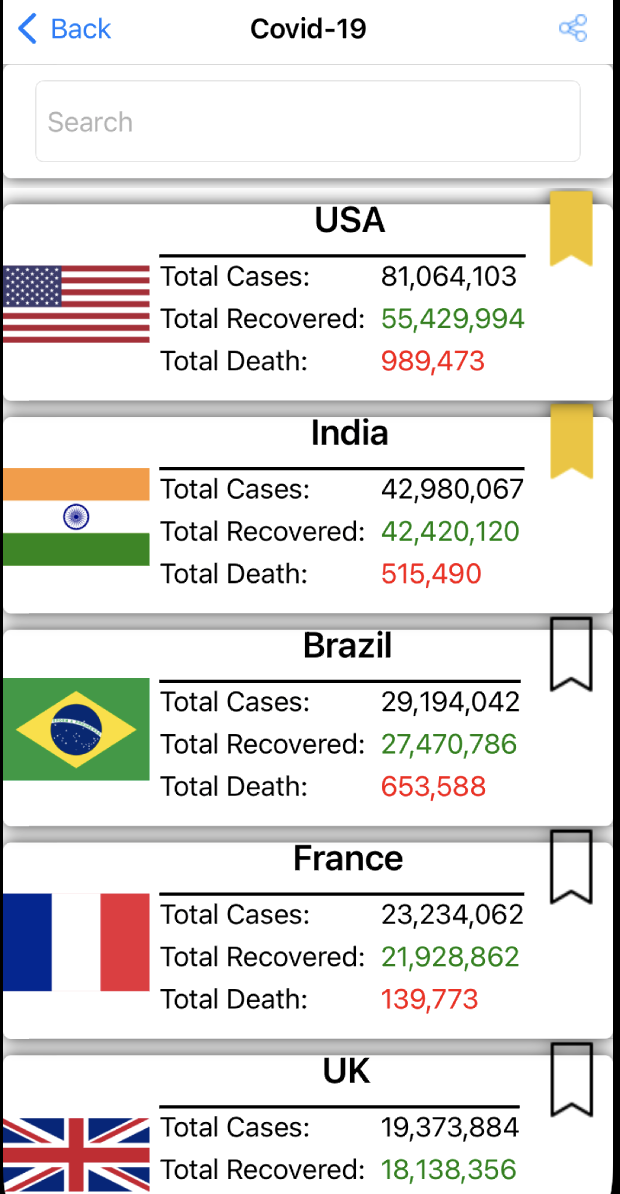 Back Covid-19
Search
USA
Total Cases: 81,064,103
Total Recovered: 55,429,994
Total Death: 989,473
India
Total Cases: 42,980,067
Total Recovered: 42,420,120
Total Death: 515,490
Brazil
Total Cases: 29,194,042
Total Recovered: 27,470,786
Total Death: 653,588
France
Total Cases: 23,234,062
Total Recovered: 21,928,862
Total Death: 139,773
UK
Total Cases: 19,373,884
Total Recovered: 18,138,356